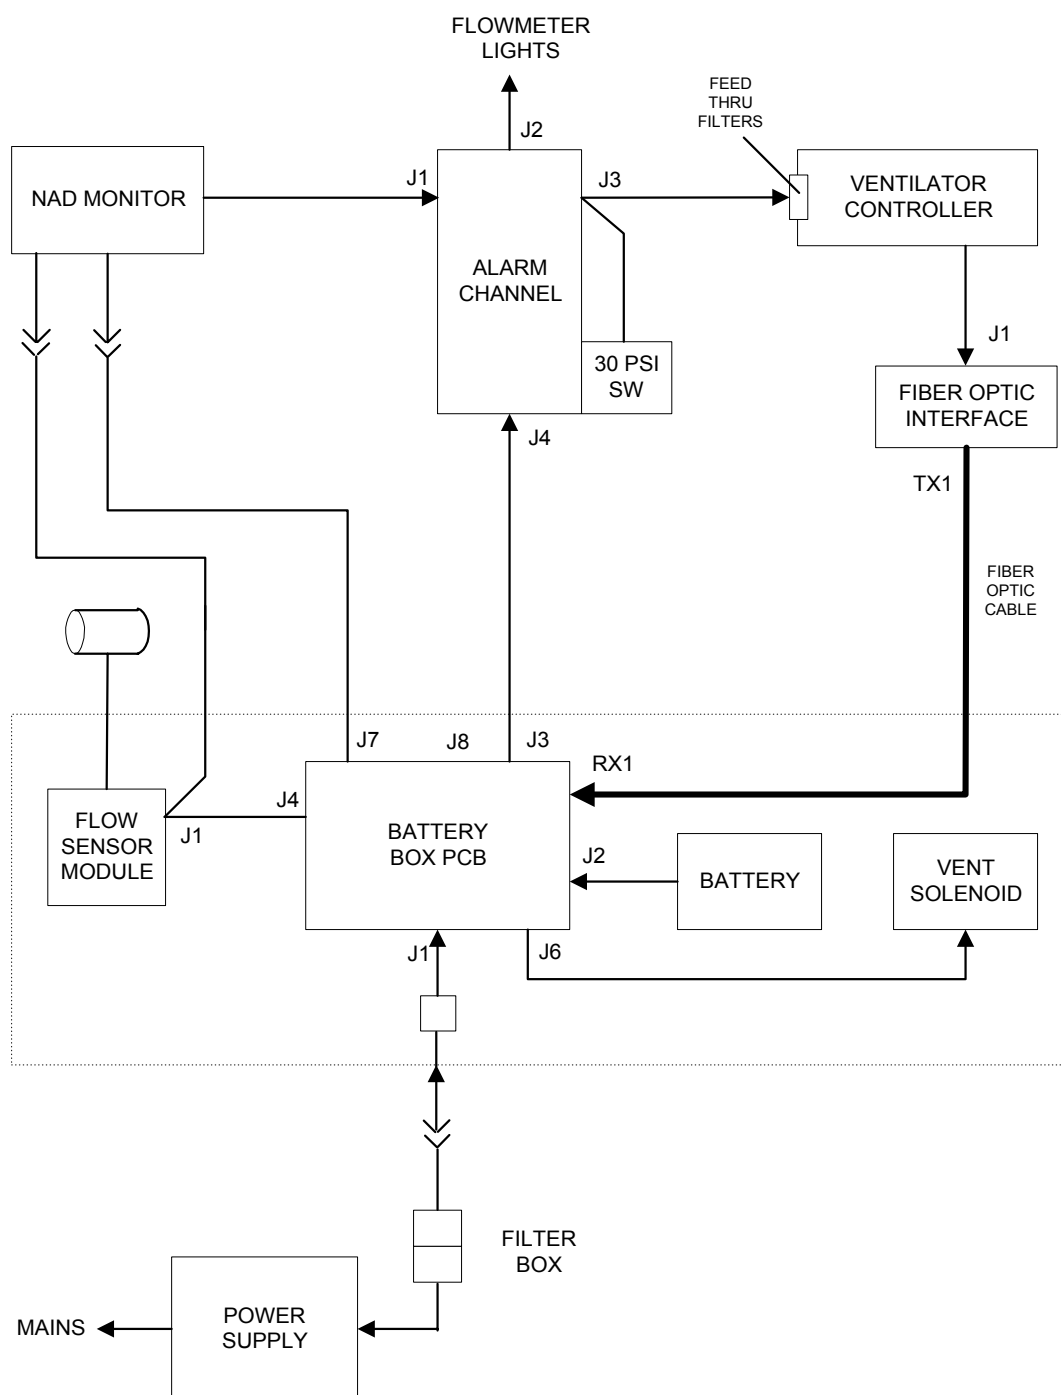 FLOWMETER
LIGHTS
FEED
THRU
FILTERS
J2
NAD MONITOR
J1
J3
VENTILATOR
CONTROLLER
ALARM
CHANNEL
J1
30 PSI
SW
FIBER OPTIC
INTERFACE
J4
TX1
FIBER
OPTIC
CABLE
J7
J8
J3
RX1
J4
FLOW
SENSOR
MODULE
J1
BATTERY
BOX PCB
J2
BATTERY
VENT
SOLENOID
J1
J6
FILTER
BOX
MAINS
POWER
SUPPLY